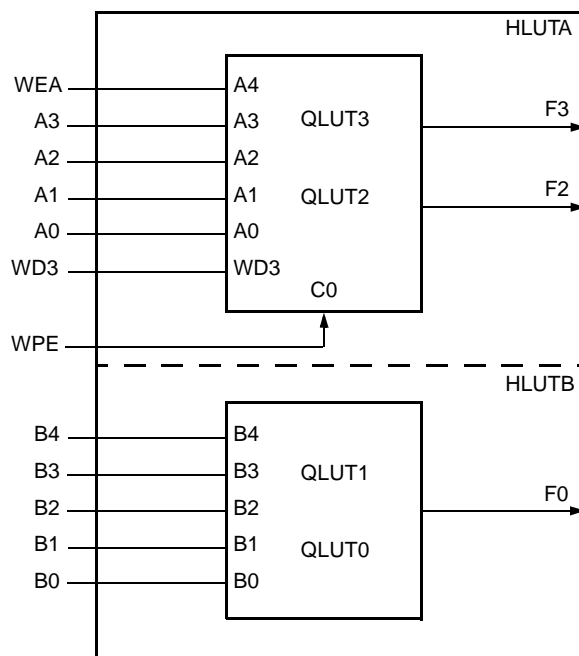 HLUTA
WEA A4
QLUT3 F3
A3 A3
A2 A2
A1 A1 QLUT2 F2
A0 A0
WD3 WD3
C0
WPE
HLUTB
B4 B4
B3 B3 QLUT1
B2 B2 F0
B1 B1 QLUT0
B0 B0